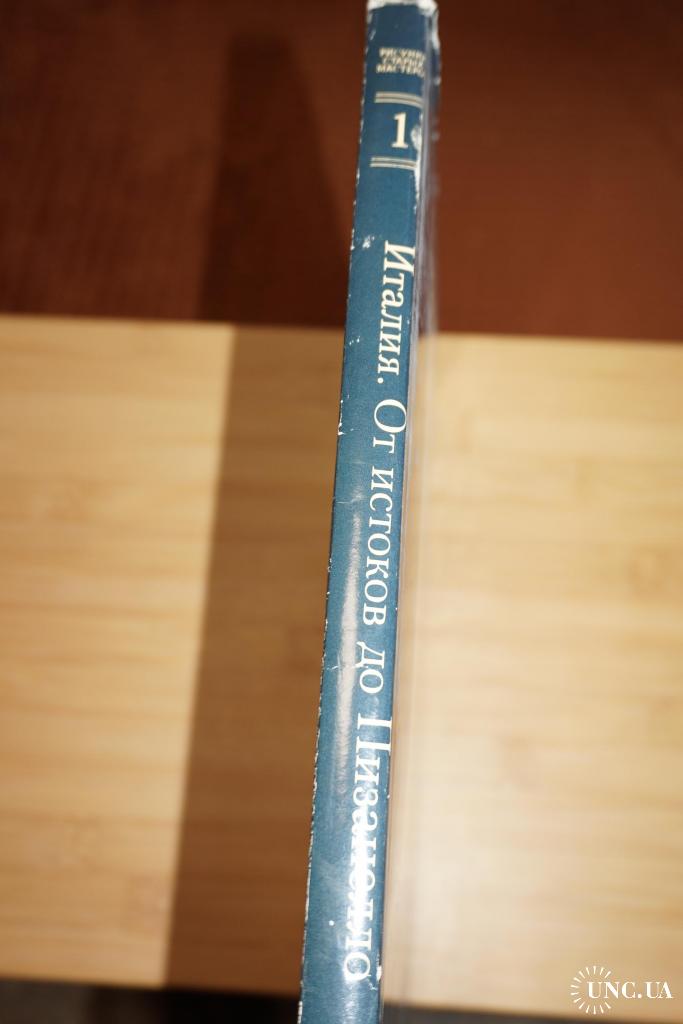 РИСУНКИ
СТАРЫХ
МАСТЕРОВ
1
Италия. От истоков до Пизанелло
UNC.UA